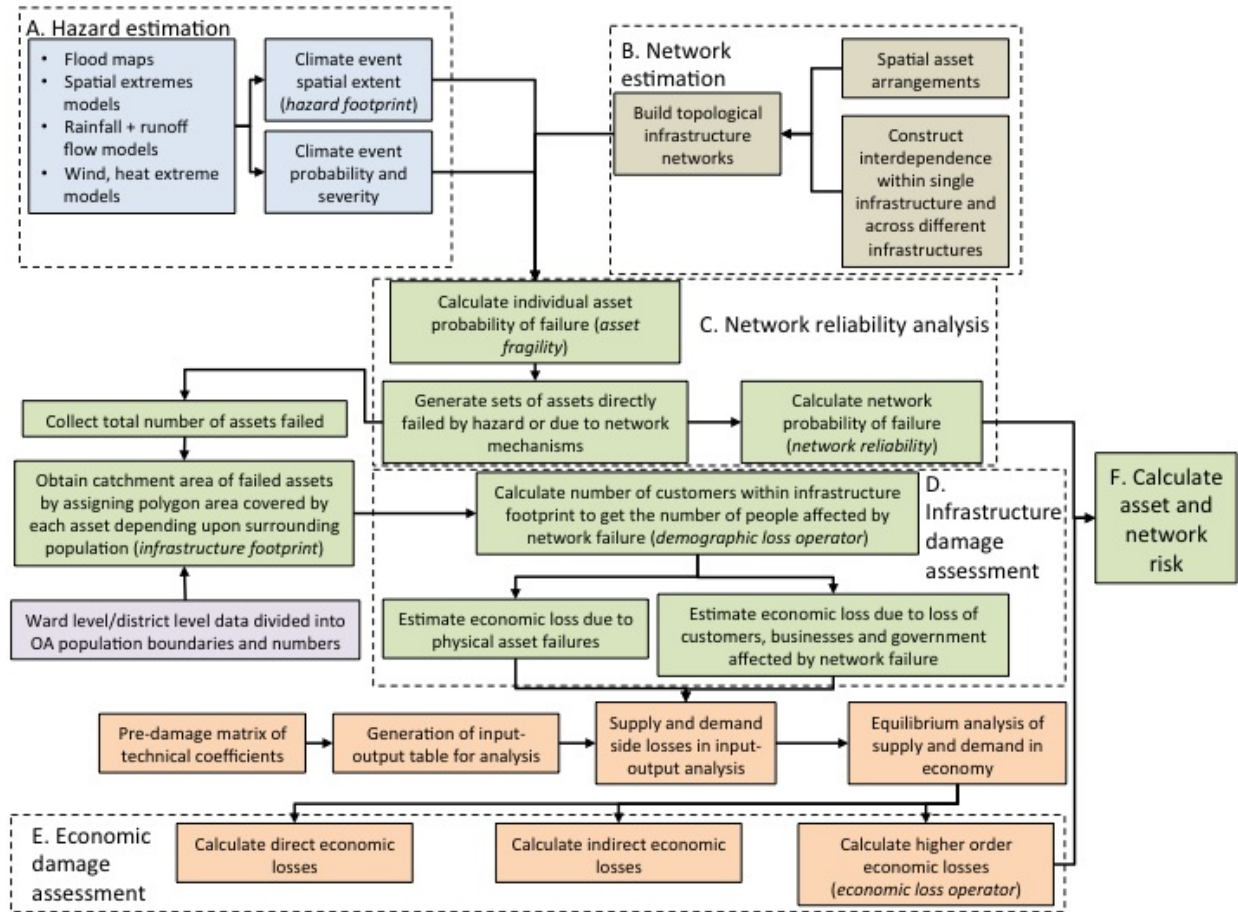 A. Hazard estimation
• Flood maps
• Spatial extremes
models
• Rainfall + runoff
flow models
• Wind, heat extreme
models
Climate event
spatial extent
(hazard footprint)
Climate event
probability and
severity
B. Network
estimation
Build topological
infrastructure
networks
Spatial asset
arrangements
Construct
interdependence
within single
infrastructure and
across different
infrastructures
Calculate individual asset
probability of failure (asset
fragility)
C. Network reliability analysis
Generate sets of assets directly
failed by hazard or due to network
mechanisms
Calculate network
probability of failure
(network reliability)
Collect total number of assets failed
Obtain catchment area of failed assets
by assigning polygon area covered by
each asset depending upon surrounding
population (infrastructure footprint)
Ward level/district level data divided into
OA population boundaries and numbers
Calculate number of customers within infrastructure
footprint to get the number of people affected by
network failure (demographic loss operator)
D.
Infrastructure
damage
assessment
Estimate economic loss due to
physical asset failures
Estimate economic loss due to loss of
customers, businesses and government
affected by network failure
F. Calculate
asset and
network
risk
Pre-damage matrix of
technical coefficients
Generation of input-
output table for analysis
Supply and demand
side losses in input-
output analysis
Equilibrium analysis of
supply and demand in
economy
E. Economic
damage
assessment
Calculate direct economic
losses
Calculate indirect economic
losses
Calculate higher order
economic losses
(economic loss operator)